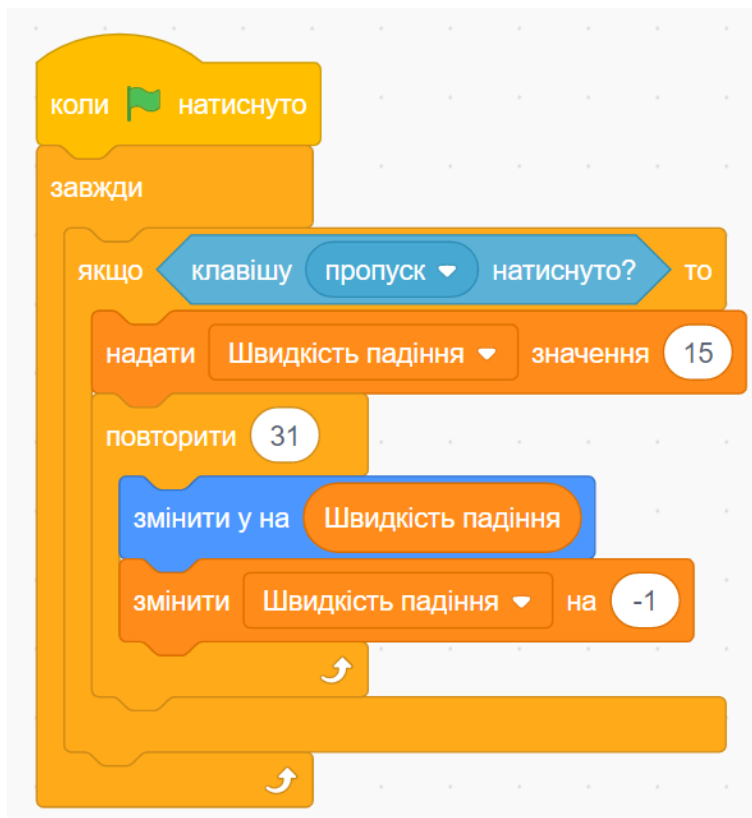 коли натиснуто
завжди
якщо клавішу пропуск натиснуто? то
надати Швидкість падіння значення 15
повторити 31
змінити y на Швидкість падіння
змінити Швидкість падіння на -1